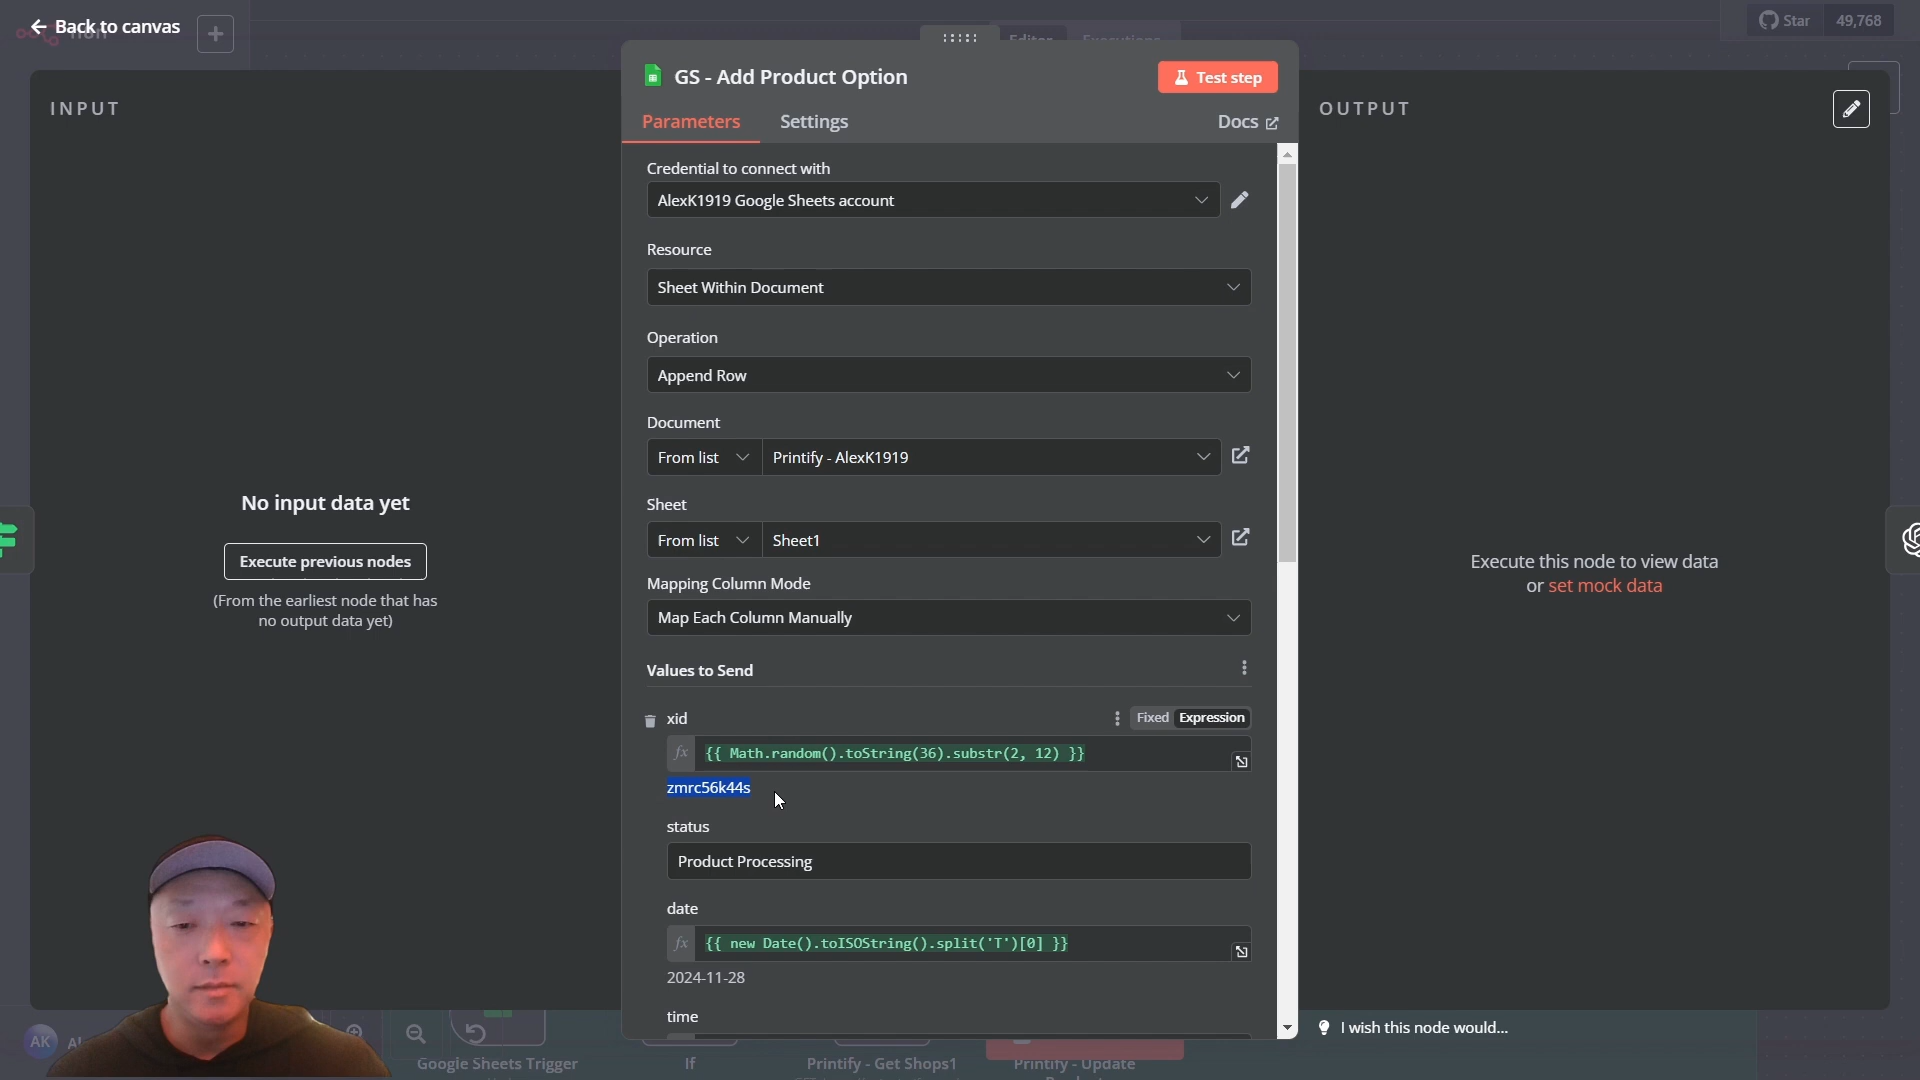 Back to canvas
Star 49,768
Editor Executions
GS - Add Product Option
Test step
INPUT
OUTPUT
Parameters
Settings
Docs
Credential to connect with
AlexK1919 Google Sheets account
Resource
Sheet Within Document
Operation
Append Row
Document
From list
Printify - AlexK1919
Sheet
From list
Sheet1
No input data yet
Execute previous nodes
(From the earliest node that has
no output data yet)
Execute this node to view data
or set mock data
Mapping Column Mode
Map Each Column Manually
Values to Send
xid
Fixed Expression
fx {{ Math.random().toString(36).substr(2, 12) }}
zmrc56k44s
status
Product Processing
date
fx {{ new Date().toISOString().split('T')[0] }}
2024-11-28
time
I wish this node would...
AK
Google Sheets Trigger
If
Printify - Get Shops1
Printify - Update